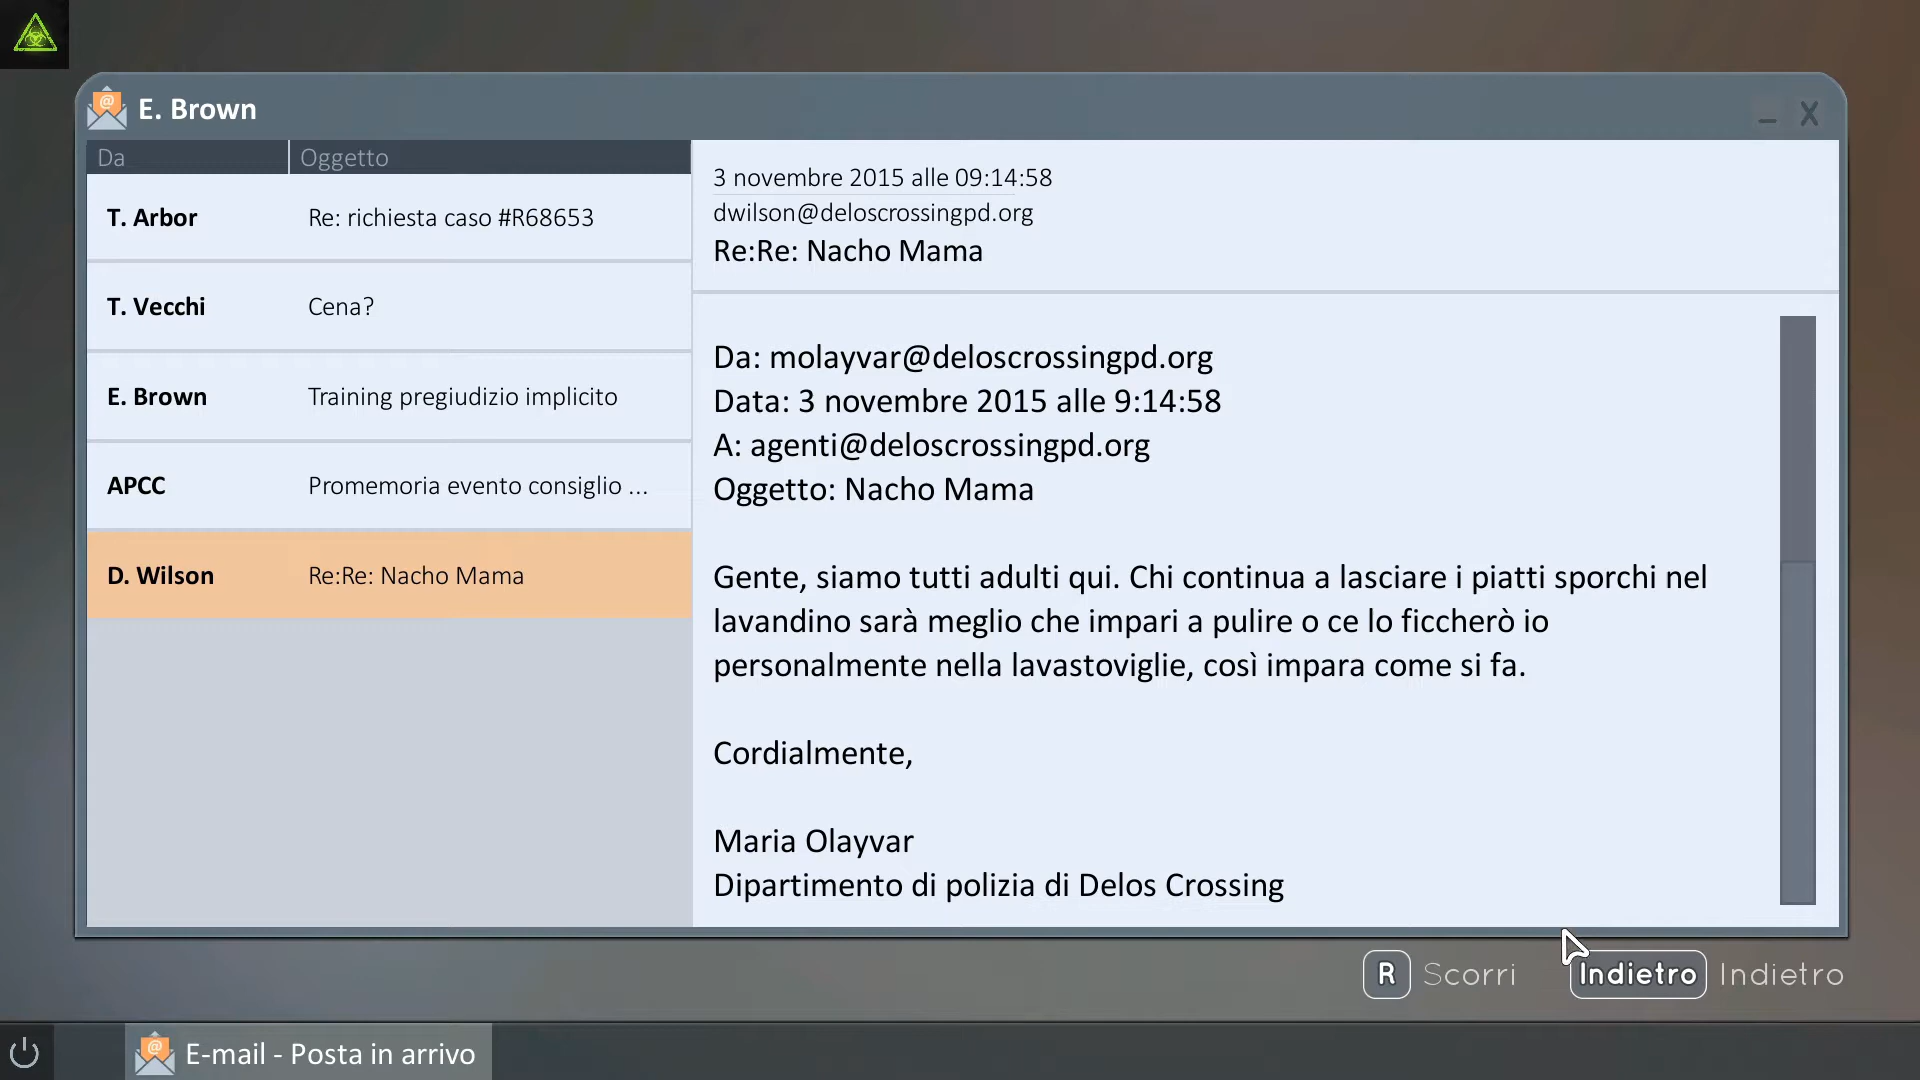 E. Brown
Da Oggetto
T. Arbor Re: richiesta caso #R68653
T. Vecchi Cena?
E. Brown Training pregiudizio implicito
APCC Promemoria evento consiglio ...
D. Wilson Re:Re: Nacho Mama
3 novembre 2015 alle 09:14:58
dwilson@deloscrossingpd.org
Re:Re: Nacho Mama
Da: molayvar@deloscrossingpd.org
Data: 3 novembre 2015 alle 9:14:58
A: agenti@deloscrossingpd.org
Oggetto: Nacho Mama
Gente, siamo tutti adulti qui. Chi continua a lasciare i piatti sporchi nel
lavandino sarà meglio che impari a pulire o ce lo ficcherò io
personalmente nella lavastoviglie, così impara come si fa.
Cordialmente,
Maria Olayvar
Dipartimento di polizia di Delos Crossing
R Scorri Indietro Indietro
E-mail - Posta in arrivo